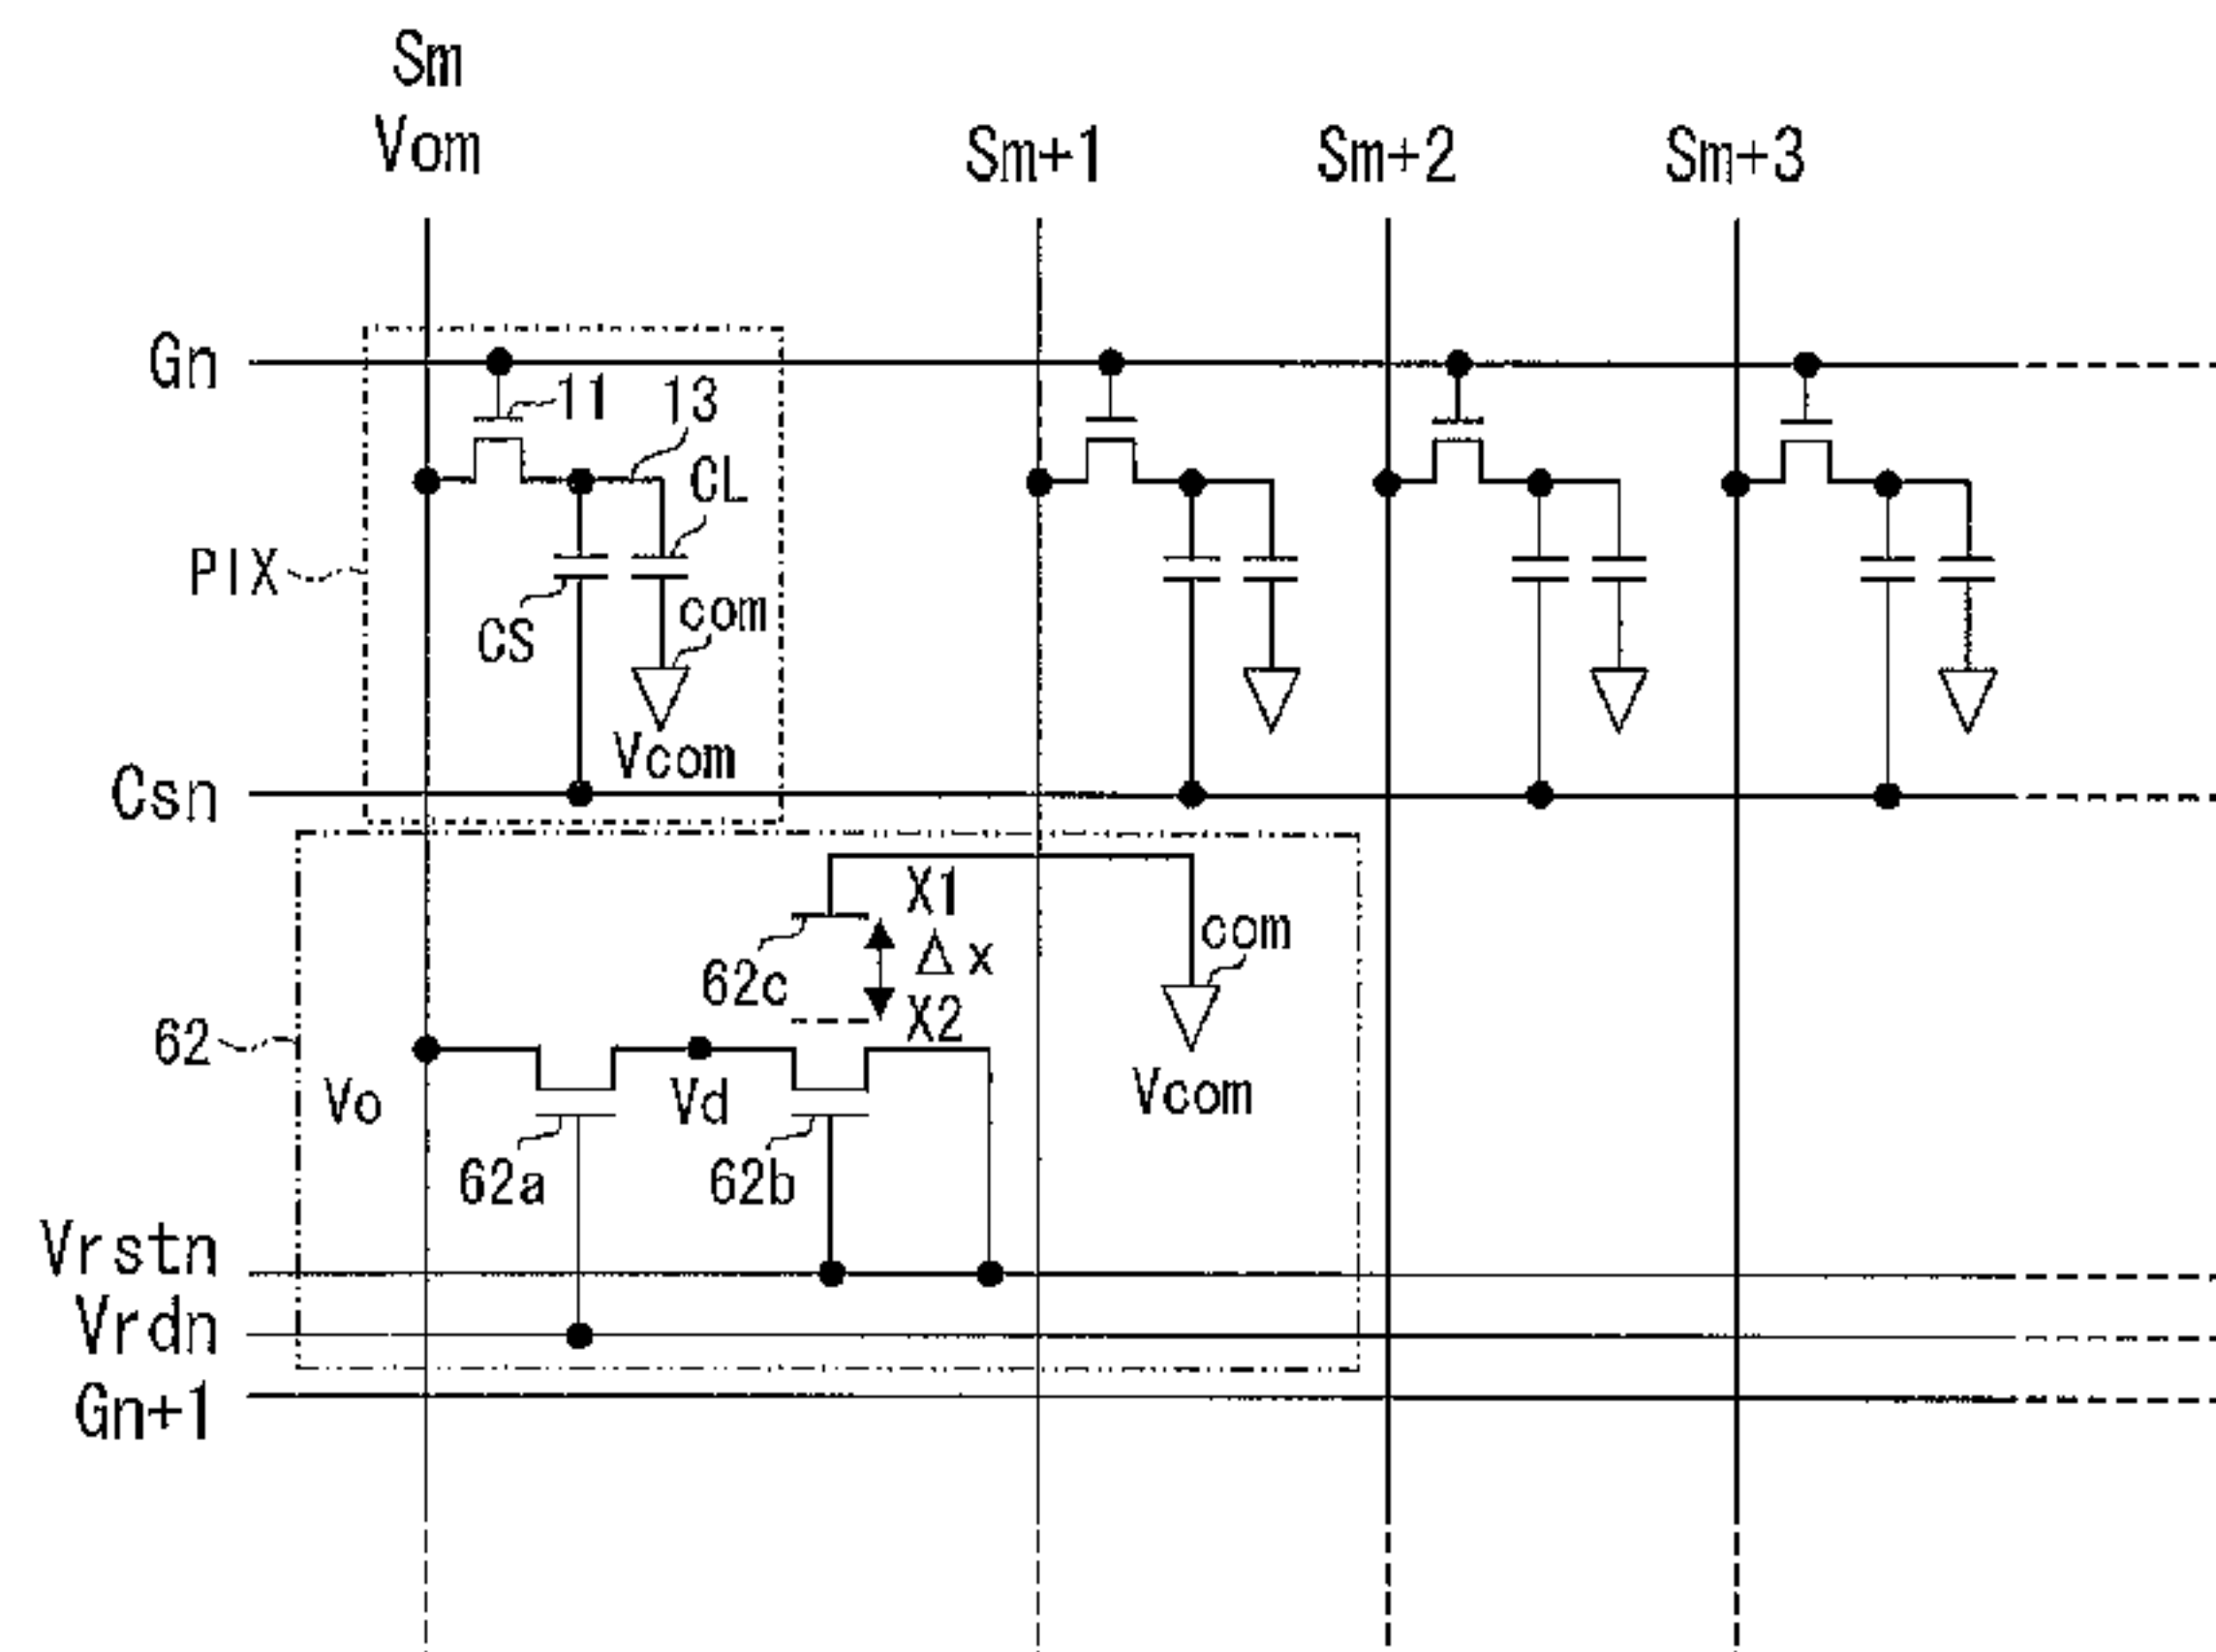 Sm
Vom
Sm+1
Sm+2
Sm+3
Gn
11
13
CL
PIX
CS
com
Vcom
Csn
X1
Δx
X2
62c
com
62
Vo
Vd
Vcom
62a
62b
Vrstn
Vrdn
Gn+1